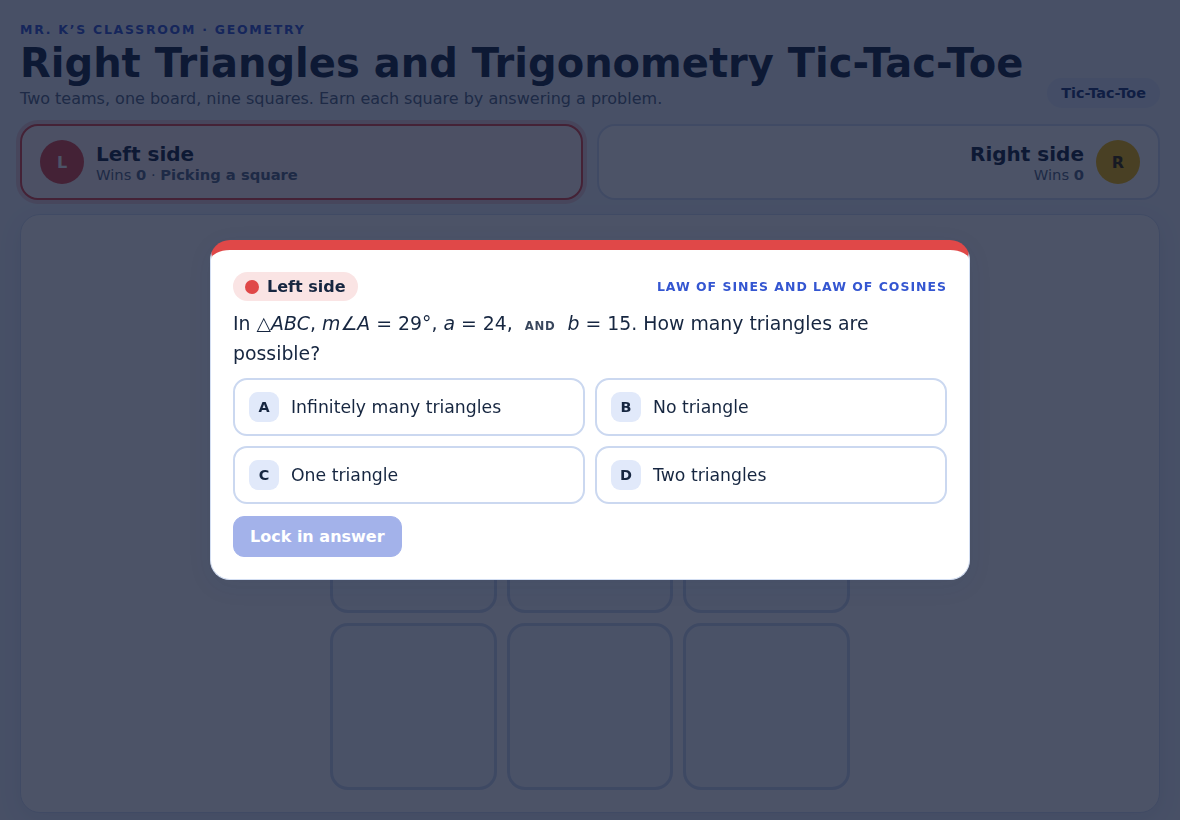 MR. K’S CLASSROOM · GEOMETRY
Right Triangles and Trigonometry Tic-Tac-Toe
Two teams, one board, nine squares. Earn each square by answering a problem.
Tic-Tac-Toe
L
Left side
Wins 0 · Picking a square
Right side
Wins 0
R
Left side
LAW OF SINES AND LAW OF COSINES
In △ABC, m∠A = 29°, a = 24, AND b = 15. How many triangles are
possible?
A Infinitely many triangles
B No triangle
C One triangle
D Two triangles
Lock in answer